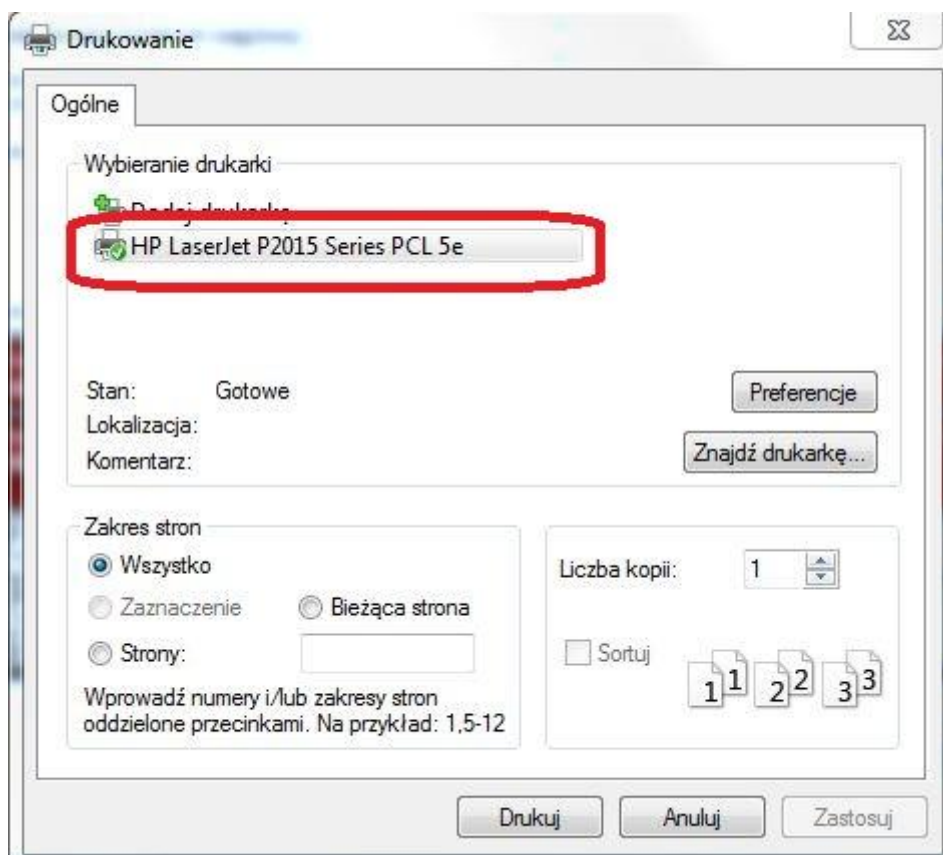 Drukowanie
Ogólne
Wybieranie drukarki
Dodaj drukarkę
HP LaserJet P2015 Series PCL 5e
Stan: Gotowe
Lokalizacja:
Komentarz:
Preferencje
Znajdź drukarkę...
Zakres stron
Wszystko
Zaznaczenie Bieżąca strona
Strony:
Wprowadź numery i/lub zakresy stron
oddzielone przecinkami. Na przykład: 1,5-12
Liczba kopii: 1
Sortuj
1 1 2 2 3 3
Drukuj Anuluj Zastosuj